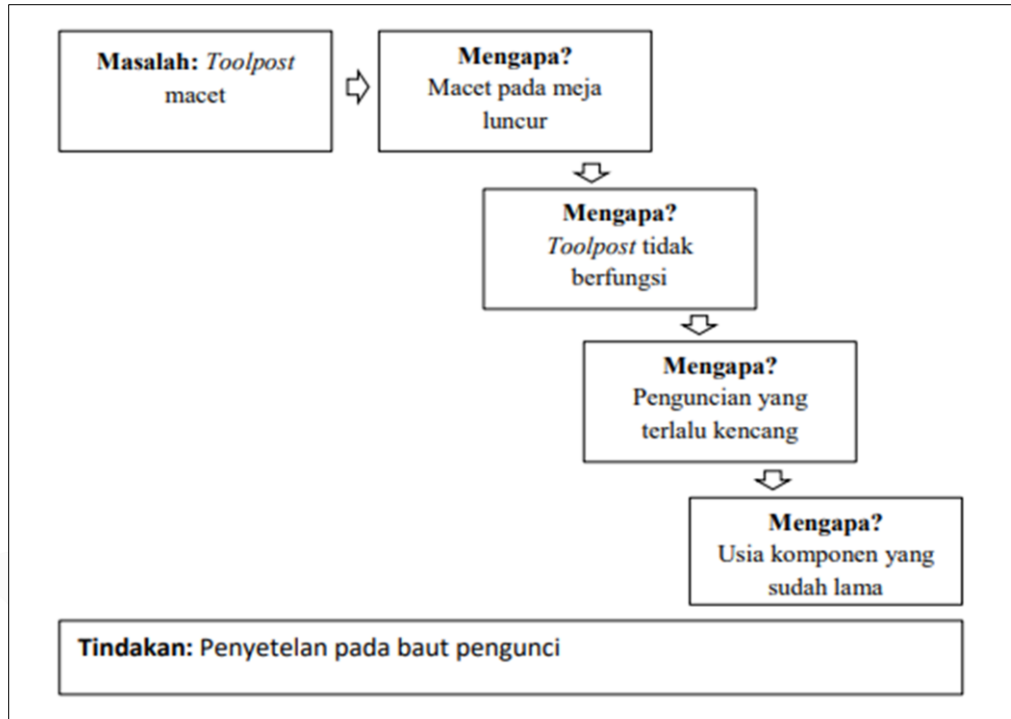 Masalah: Toolpost
macet
Mengapa?
Macet pada meja
luncur
Mengapa?
Toolpost tidak
berfungsi
Mengapa?
Penguncian yang
terlalu kencang
Mengapa?
Usia komponen yang
sudah lama
Tindakan: Penyetelan pada baut pengunci